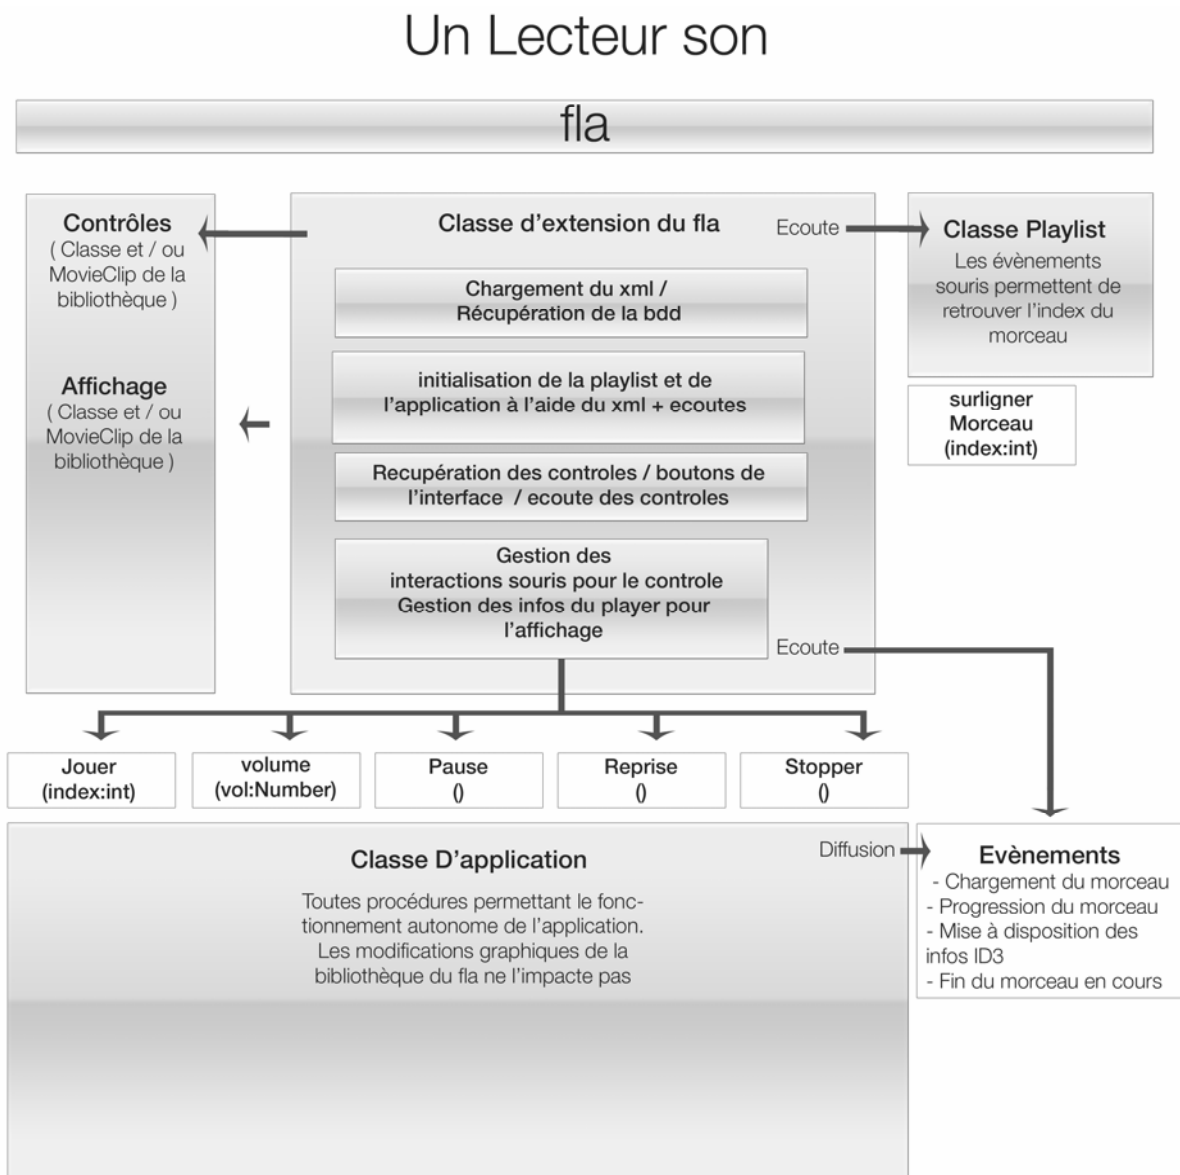 Un Lecteur son
fla
Contrôles
( Classe et / ou
MovieClip de la
bibliothèque )
Affichage
( Classe et / ou
MovieClip de la
bibliothèque )
Classe d'extension du fla
Ecoute
Chargement du xml /
Récupération de la bdd
initialisation de la playlist et de
l'application à l'aide du xml + ecoutes
Recupération des controles / boutons de
l'interface / ecoute des controles
Gestion des
interactions souris pour le controle
Gestion des infos du player pour
l'affichage
Ecoute
Classe Playlist
Les évènements
souris permettent de
retrouver l'index du
morceau
surligner
Morceau
(index:int)
Jouer
(index:int)
volume
(vol:Number)
Pause
()
Reprise
()
Stopper
()
Classe D'application
Toutes procédures permettant le fonc-
tionnement autonome de l'application.
Les modifications graphiques de la
bibliothèque du fla ne l'impacte pas
Diffusion
Evènements
- Chargement du morceau
- Progression du morceau
- Mise à disposition des
infos ID3
- Fin du morceau en cours